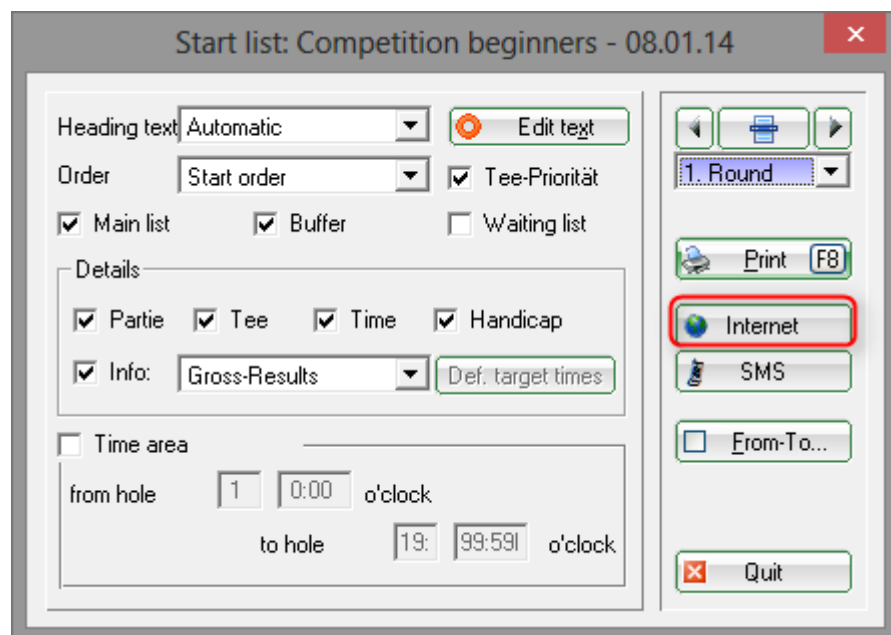 Start list: Competition beginners - 08.01.14
Heading text Automatic Edit text
Order Start order Tee-Priorität
Main list Buffer Waiting list
Details
Partie Tee Time Handicap
Info: Gross-Results Def. target times
Time area
from hole 1 0:00 o'clock
to hole 19: 99:59 o'clock
1. Round
Print F8
Internet
SMS
From-To...
Quit